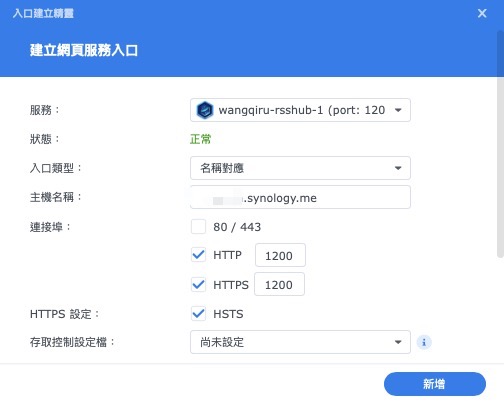 入口建立精靈
建立網頁服務入口
服務：
wangqiru-rsshub-1 (port: 120
狀態：
正常
入口類型：
名稱對應
主機名稱：
.synology.me
連接埠：
80 / 443
HTTP 1200
HTTPS 1200
HTTPS 設定：
HSTS
存取控制設定檔：
尚未設定
新增